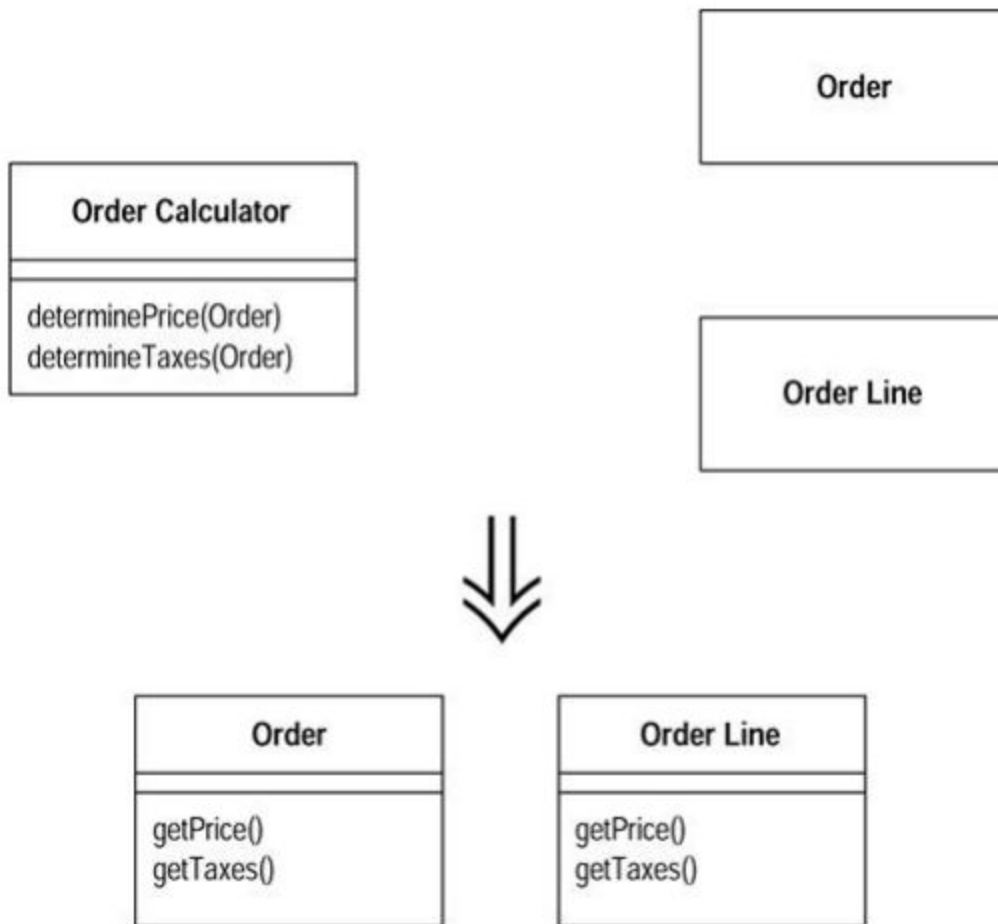 Order
Order Calculator
determinePrice(Order)
determineTaxes(Order)
Order Line
Order
getPrice()
getTaxes()
Order Line
getPrice()
getTaxes()